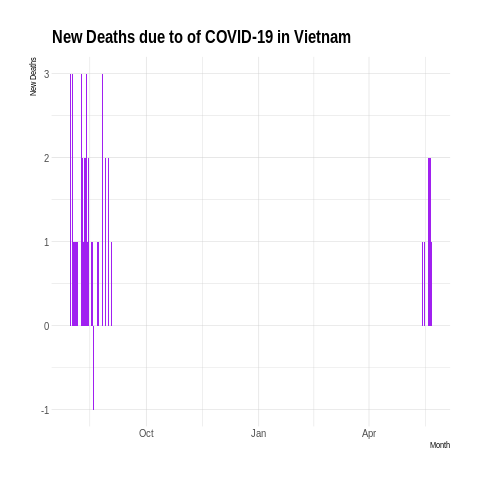 New Deaths due to of COVID-19 in Vietnam
New Deaths
3
2
1
0
-1
Oct
Jan
Apr
Month